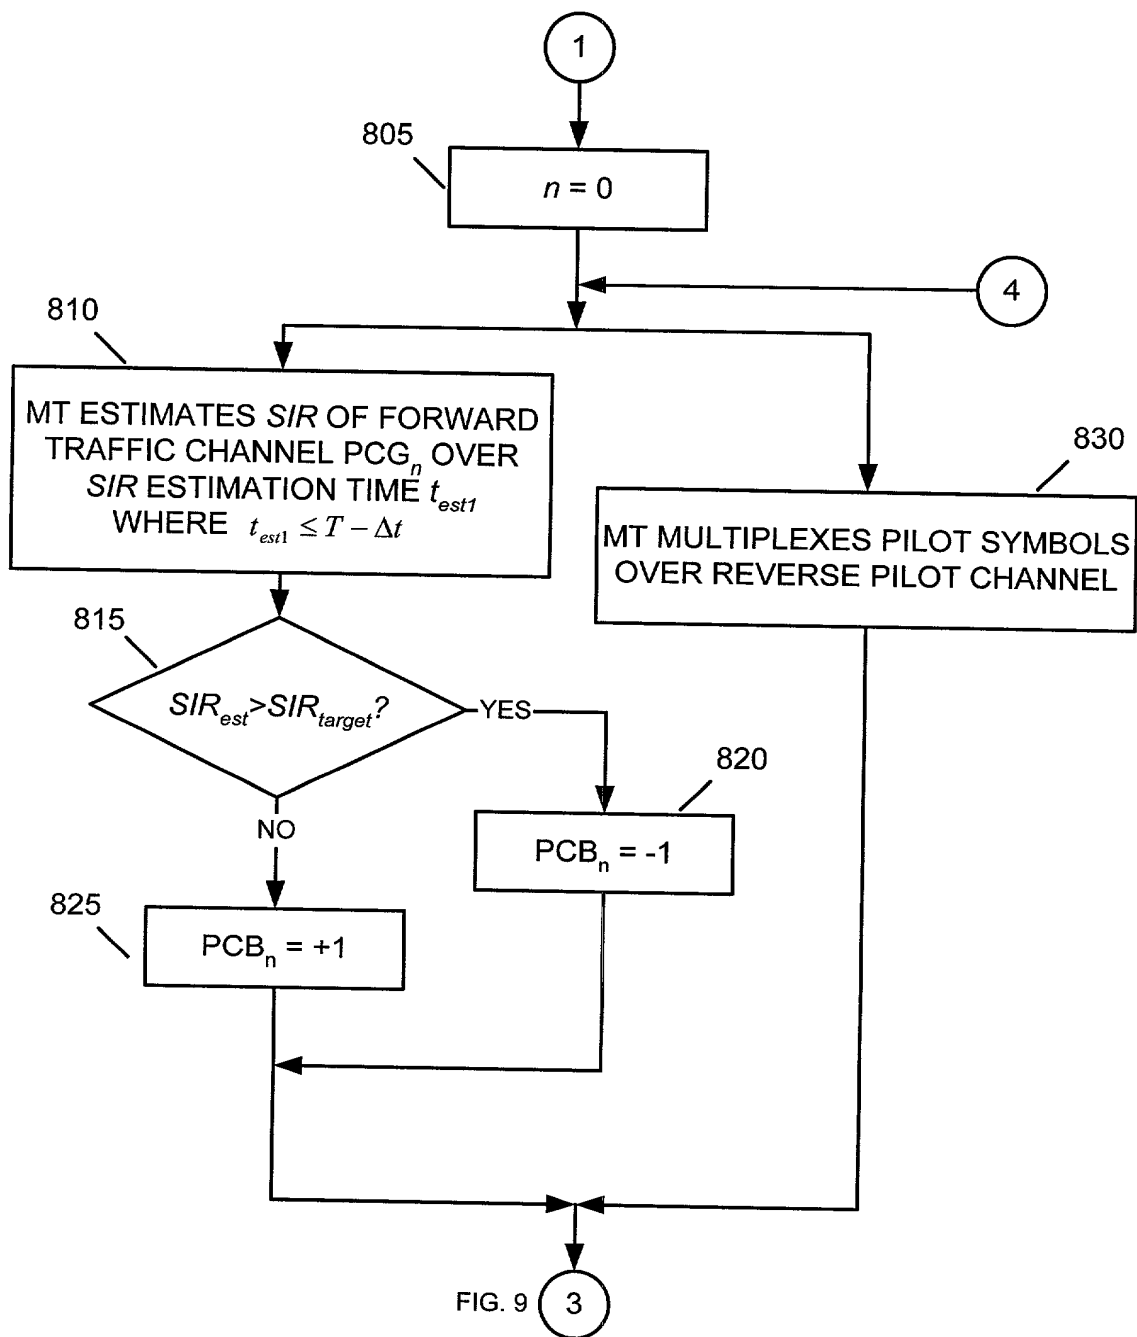 1
805
n = 0
4
810
MT ESTIMATES SIR OF FORWARD
TRAFFIC CHANNEL PCGn OVER
SIR ESTIMATION TIME test1
WHERE test1 ≤ T − Δt
830
MT MULTIPLEXES PILOT SYMBOLS
OVER REVERSE PILOT CHANNEL
815
SIRest>SIRtarget?
YES
820
NO
PCBn = -1
825
PCBn = +1
FIG. 9
3